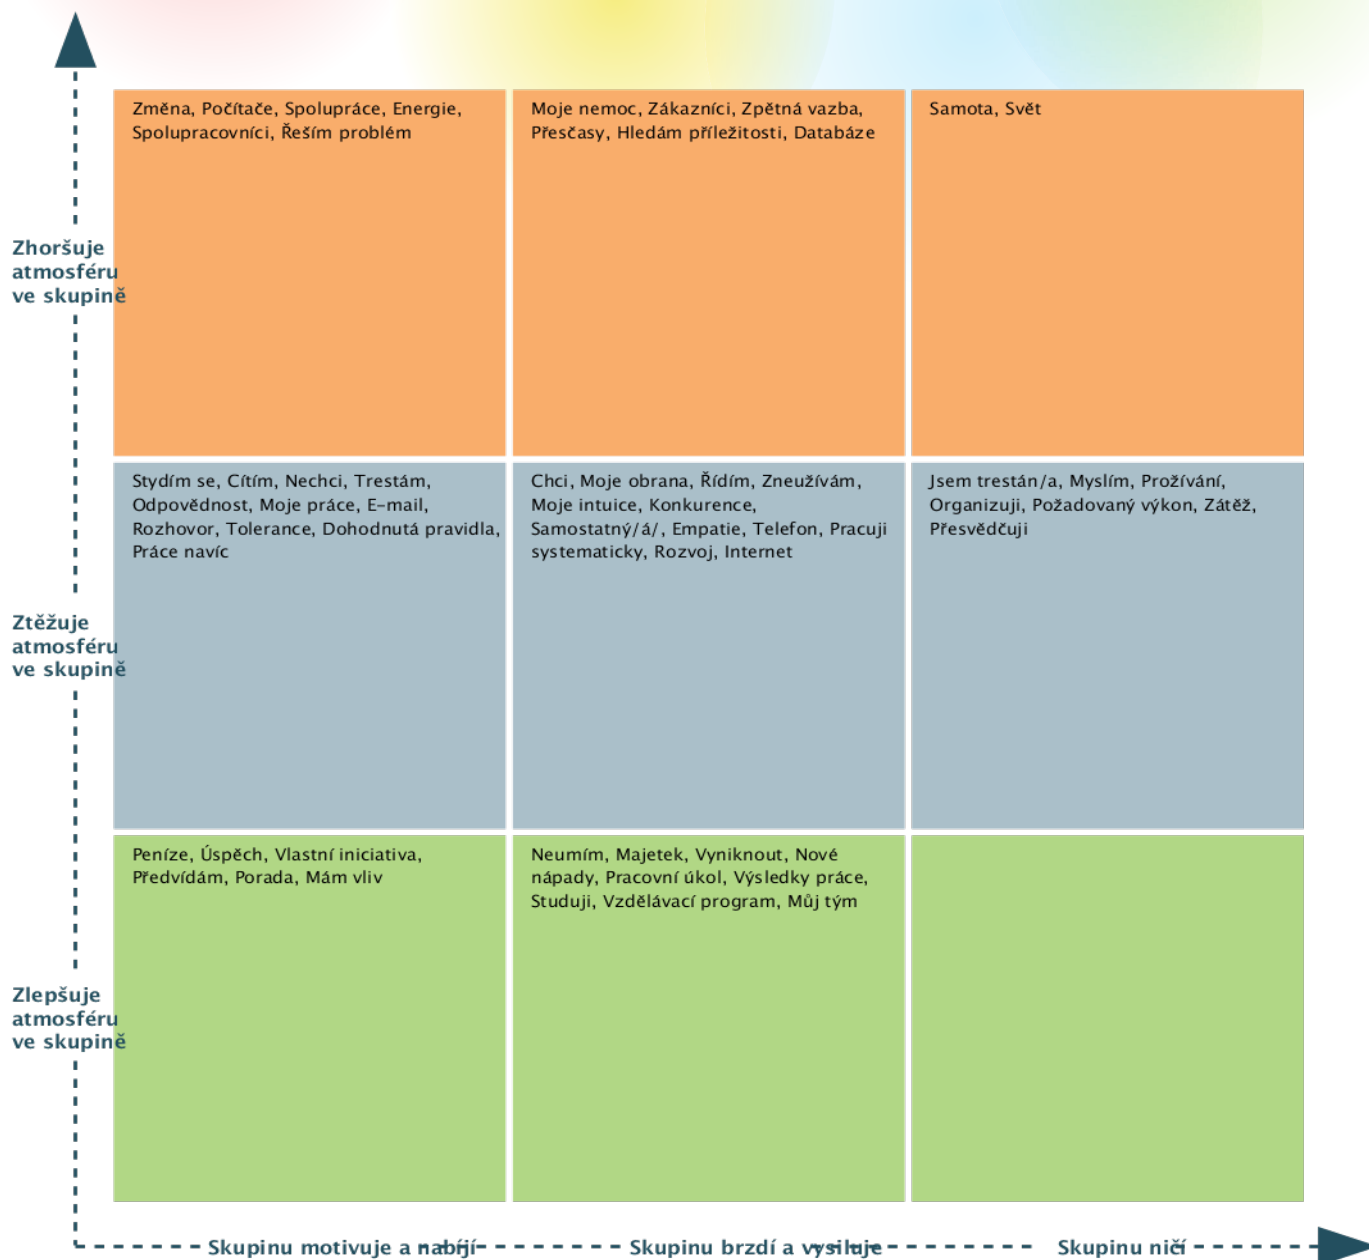 Změna, Počítače, Spolupráce, Energie,
Spolupracovníci, Řeším problém
Moje nemoc, Zákazníci, Zpětná vazba,
Přesčasy, Hledám příležitosti, Databáze
Samota, Svět
Zhoršuje
atmosféru
ve skupině
Stydím se, Cítím, Nechci, Trestám,
Odpovědnost, Moje práce, E-mail,
Rozhovor, Tolerance, Dohodnutá pravidla,
Práce navíc
Chci, Moje obrana, Řídím, Zneužívám,
Moje intuice, Konkurence,
Samostatný/á/, Empatie, Telefon, Pracuji
systematicky, Rozvoj, Internet
Jsem trestán/a, Myslím, Prožívání,
Organizuji, Požadovaný výkon, Zátěž,
Přesvědčuji
Ztěžuje
atmosféru
ve skupině
Peníze, Úspěch, Vlastní iniciativa,
Předvídám, Porada, Mám vliv
Neumím, Majetek, Vyniknout, Nové
nápady, Pracovní úkol, Výsledky práce,
Studuji, Vzdělávací program, Můj tým
Zlepšuje
atmosféru
ve skupině
Skupinu motivuje a nabíjí
Skupinu brzdí a vysiluje
Skupinu ničí